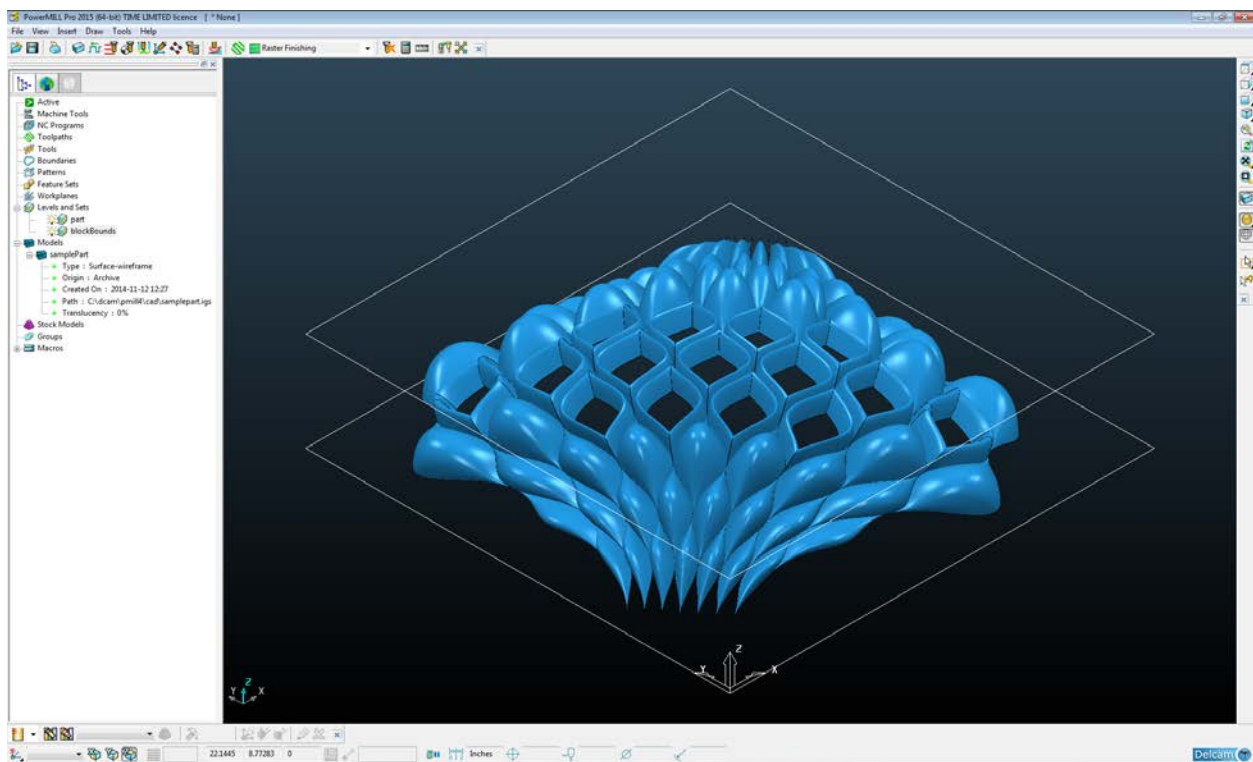 PowerMILL Pro 2015 (64-bit) TIME LIMITED licence [ * None ]
File View Insert Draw Tools Help
Raster Finishing
Active
Machine Tools
NC Programs
Toolpaths
Tools
Boundaries
Patterns
Feature Sets
Workplanes
Levels and Sets
part
blockBounds
Models
samplePart
Type : Surface-wireframe
Origin : Archive
Created On : 2014-11-12 12:27
Path : C:\dcam\pmill4\cad\samplepart.igs
Translucency : 0%
Stock Models
Groups
Macros
Z
Y X
Z
Y X
22.1445 8.77283 0 Inches
Delcam